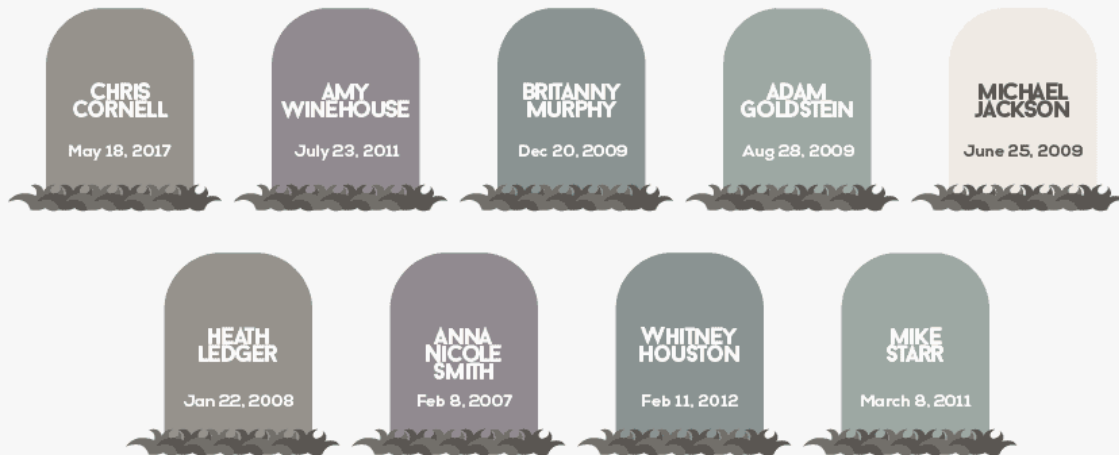 CHRIS
CORNELL
May 18, 2017
AMY
WINEHOUSE
July 23, 2011
BRITANNY
MURPHY
Dec 20, 2009
ADAM
GOLDSTEIN
Aug 28, 2009
MICHAEL
JACKSON
June 25, 2009
HEATH
LEDGER
Jan 22, 2008
ANNA
NICOLE
SMITH
Feb 8, 2007
WHITNEY
HOUSTON
Feb 11, 2012
MIKE
STARR
March 8, 2011